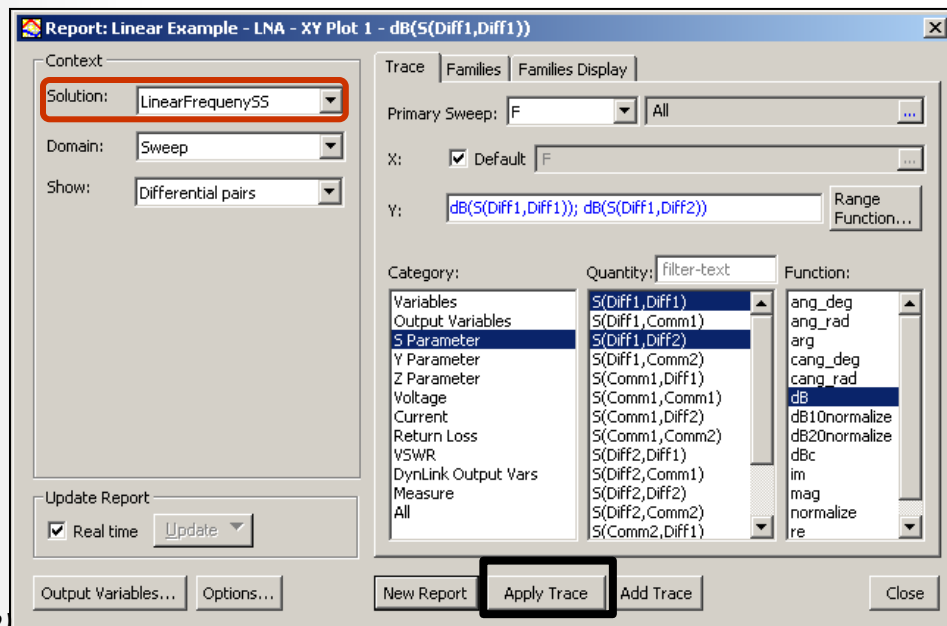 Report: Linear Example - LNA - XY Plot 1 - dB(S(Diff1,Diff1))
Context
Solution: LinearFrequenySS
Domain: Sweep
Show: Differential pairs
Update Report
Real time Update
Output Variables... Options...
Trace Families Families Display
Primary Sweep: F All ...
X: Default F ...
Y: dB(S(Diff1,Diff1)); dB(S(Diff1,Diff2)) Range
Function...
Category:
Variables
Output Variables
S Parameter
Y Parameter
Z Parameter
Voltage
Current
Return Loss
VSWR
DynLink Output Vars
Measure
All
Quantity: filter-text
S(Diff1,Diff1)
S(Diff1,Comm1)
S(Diff1,Diff2)
S(Diff1,Comm2)
S(Comm1,Diff1)
S(Comm1,Comm1)
S(Comm1,Diff2)
S(Comm1,Comm2)
S(Diff2,Diff1)
S(Diff2,Comm1)
S(Diff2,Diff2)
S(Diff2,Comm2)
S(Comm2,Diff1)
Function:
ang_deg
ang_rad
arg
cang_deg
cang_rad
dB
dB10normalize
dB20normalize
dBc
im
mag
normalize
re
New Report Apply Trace Add Trace Close